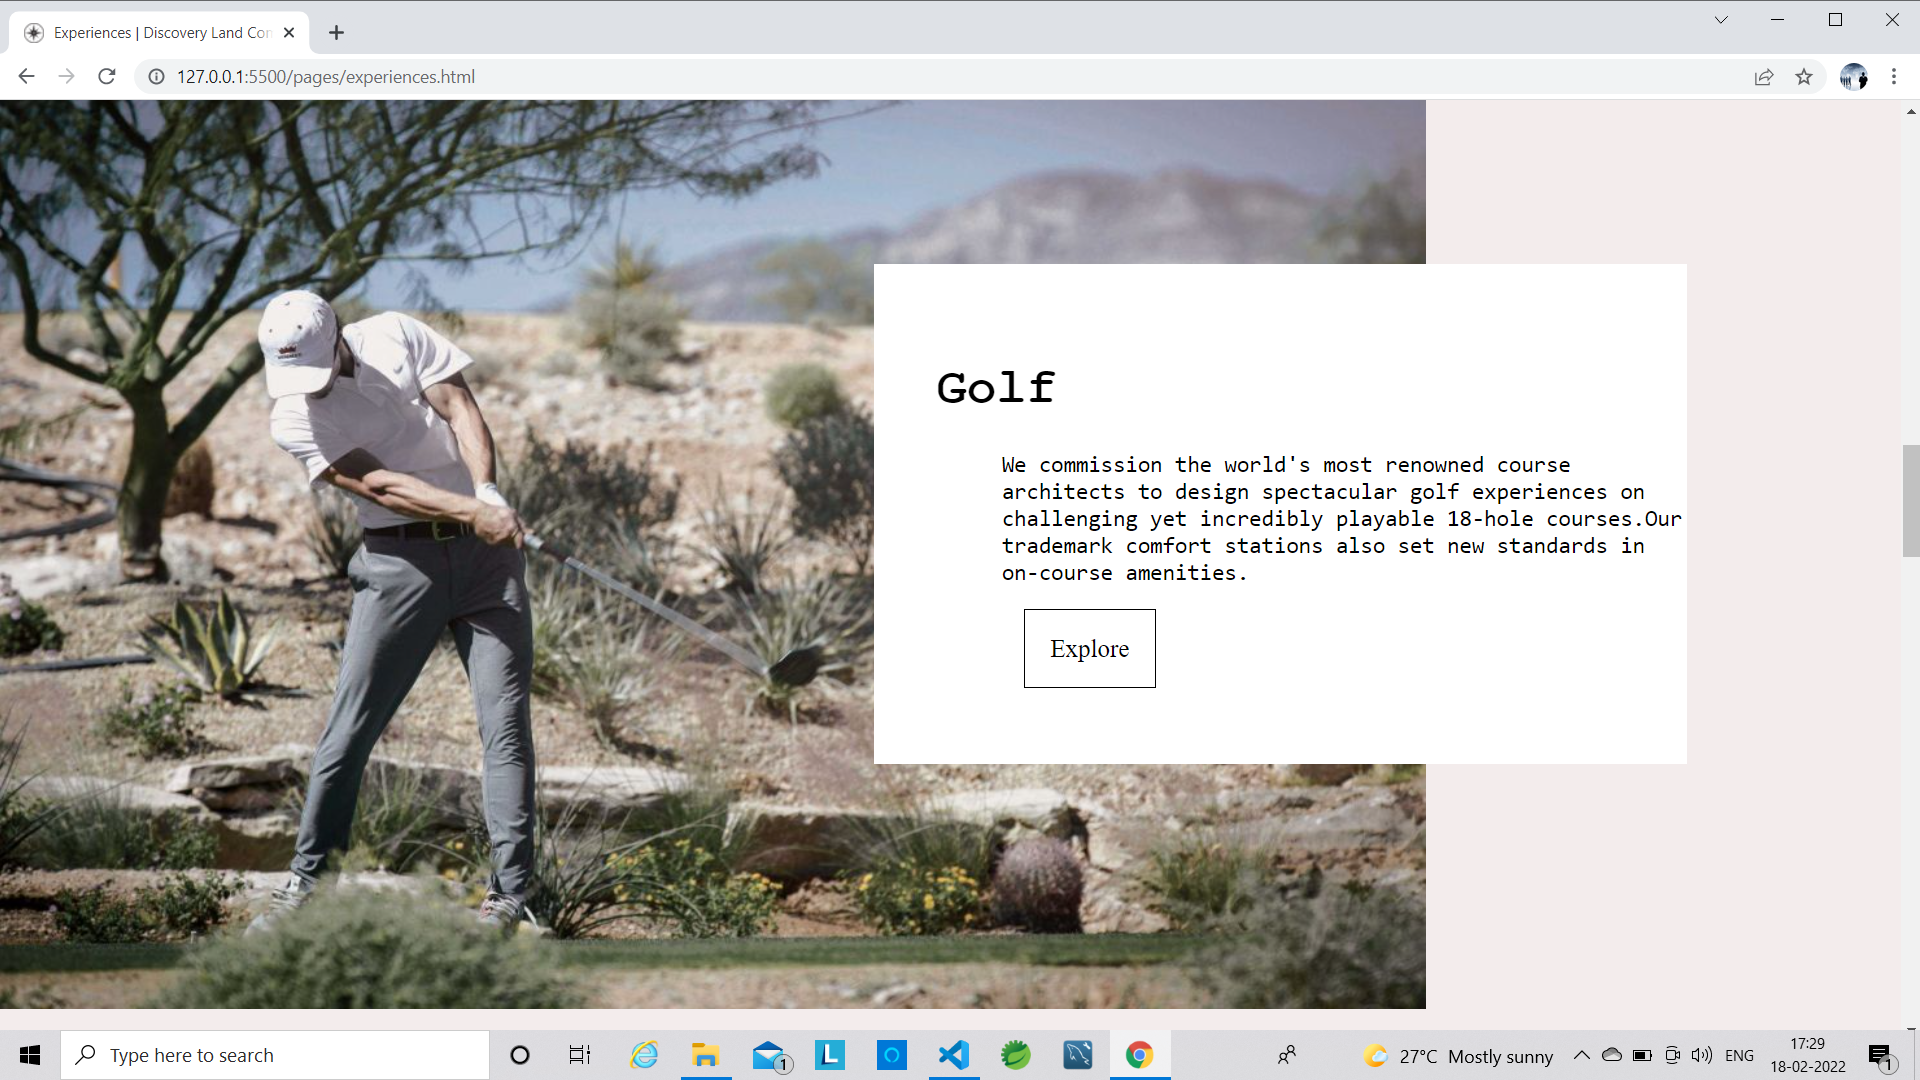 Experiences | Discovery Land Con
127.0.0.1:5500/pages/experiences.html
Golf
We commission the world's most renowned course
architects to design spectacular golf experiences on
challenging yet incredibly playable 18-hole courses.Our
trademark comfort stations also set new standards in
on-course amenities.
Explore
Type here to search
1
L
27°C Mostly sunny
ENG
17:29
18-02-2022
1